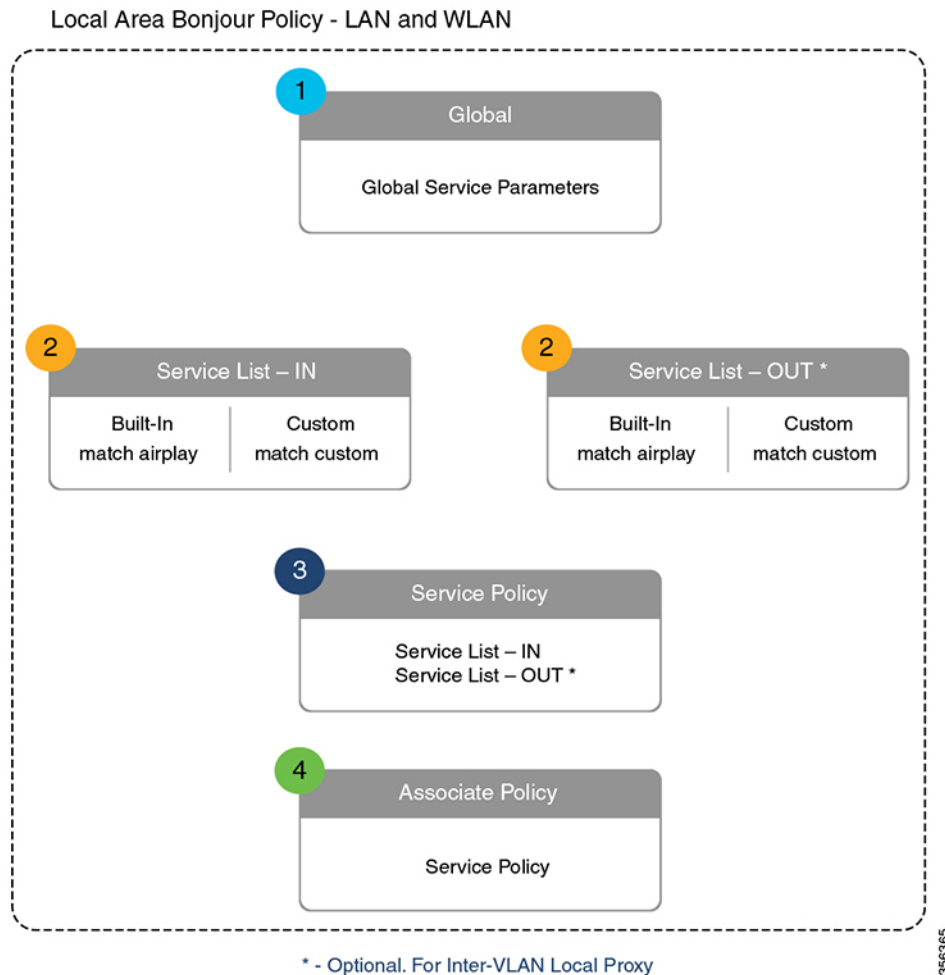 Local Area Bonjour Policy - LAN and WLAN
1
Global
Global Service Parameters
2
Service List – IN
Built-In
match airplay
Custom
match custom
2
Service List – OUT *
Built-In
match airplay
Custom
match custom
3
Service Policy
Service List – IN
Service List – OUT *
4
Associate Policy
Service Policy
* - Optional. For Inter-VLAN Local Proxy
356365